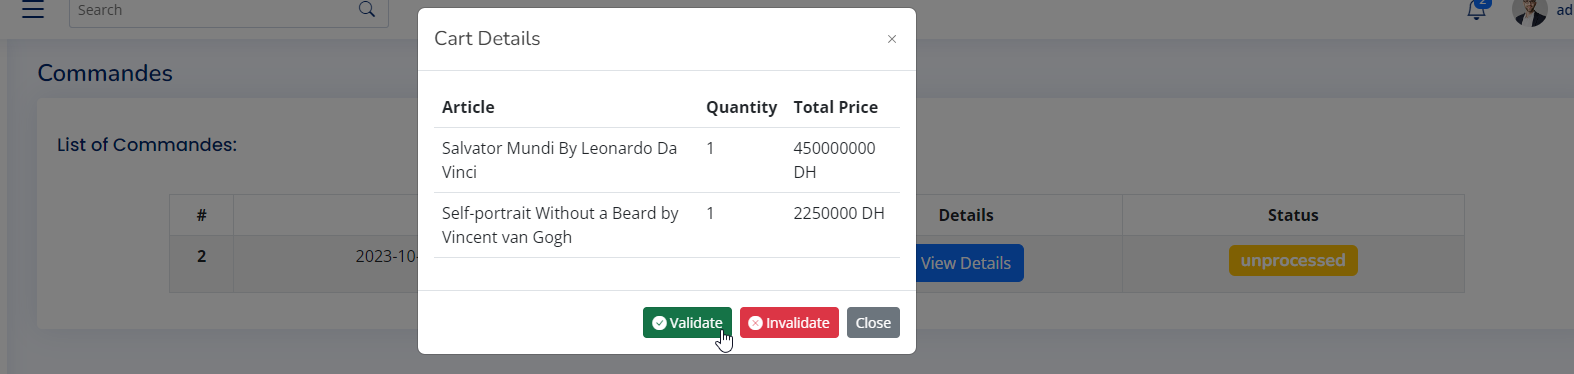 Search
2
ad
Cart Details
Commandes
Article Quantity Total Price
List of Commandes:
Salvator Mundi By Leonardo Da
Vinci
1
450000000
DH
Self-portrait Without a Beard by
Vincent van Gogh
1
2250000 DH
# Details Status
2 2023-10- View Details unprocessed
Validate Invalidate Close